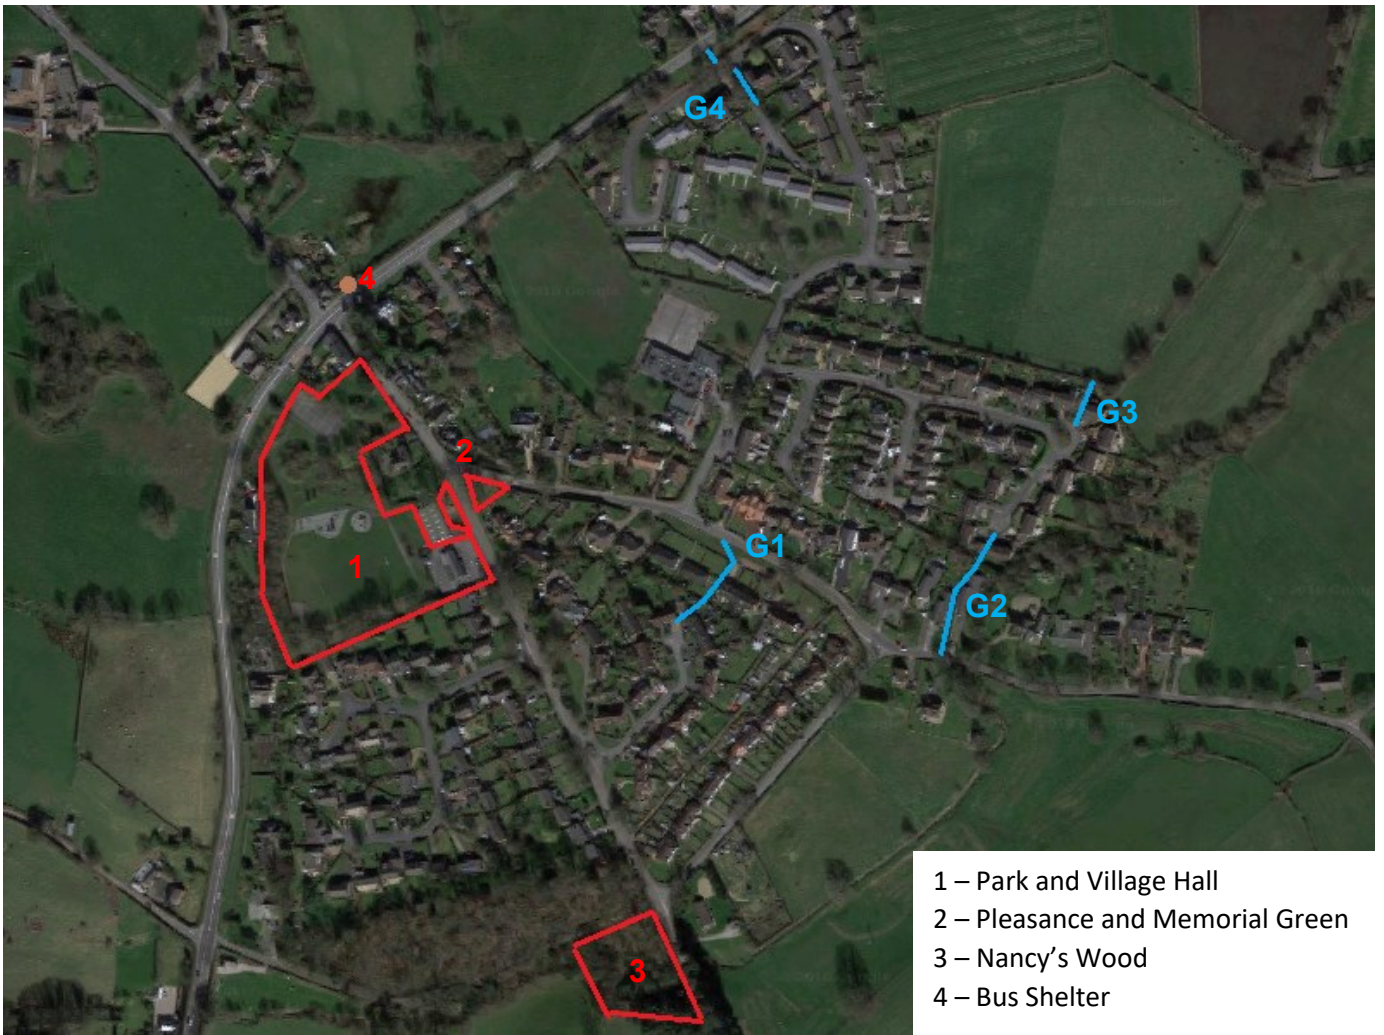 G4
4
G3
2
G1
1
G2
3
1 – Park and Village Hall
2 – Pleasance and Memorial Green
3 – Nancy’s Wood
4 – Bus Shelter